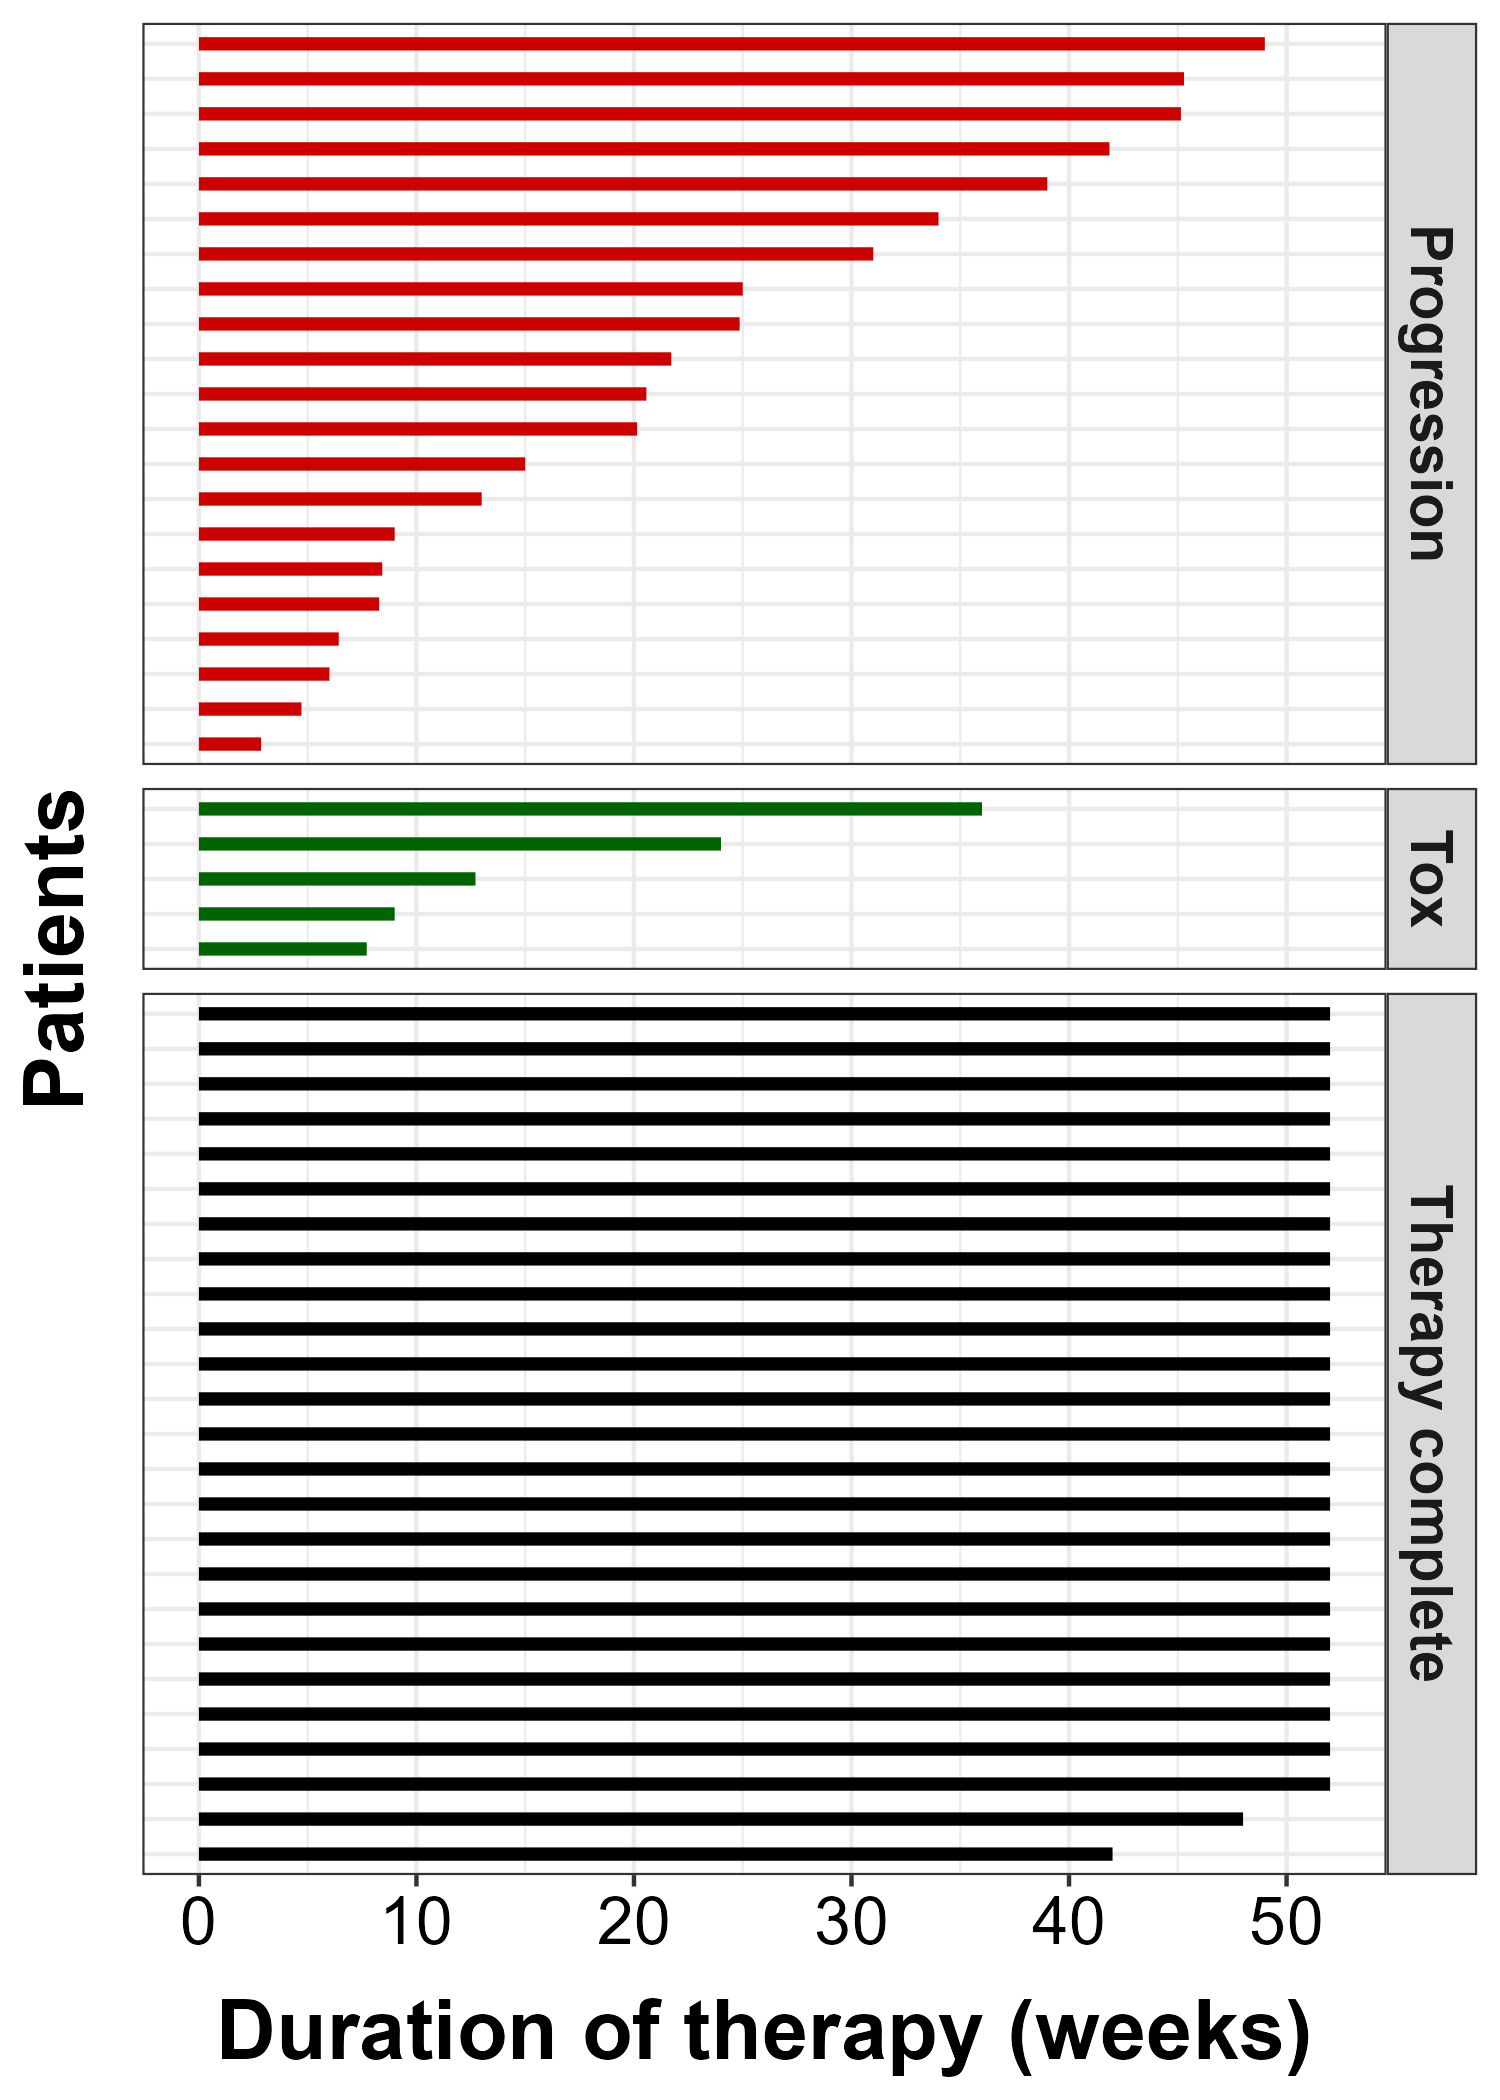 Patients
Progression
Tox
Therapy complete
0 10 20 30 40 50
Duration of therapy (weeks)